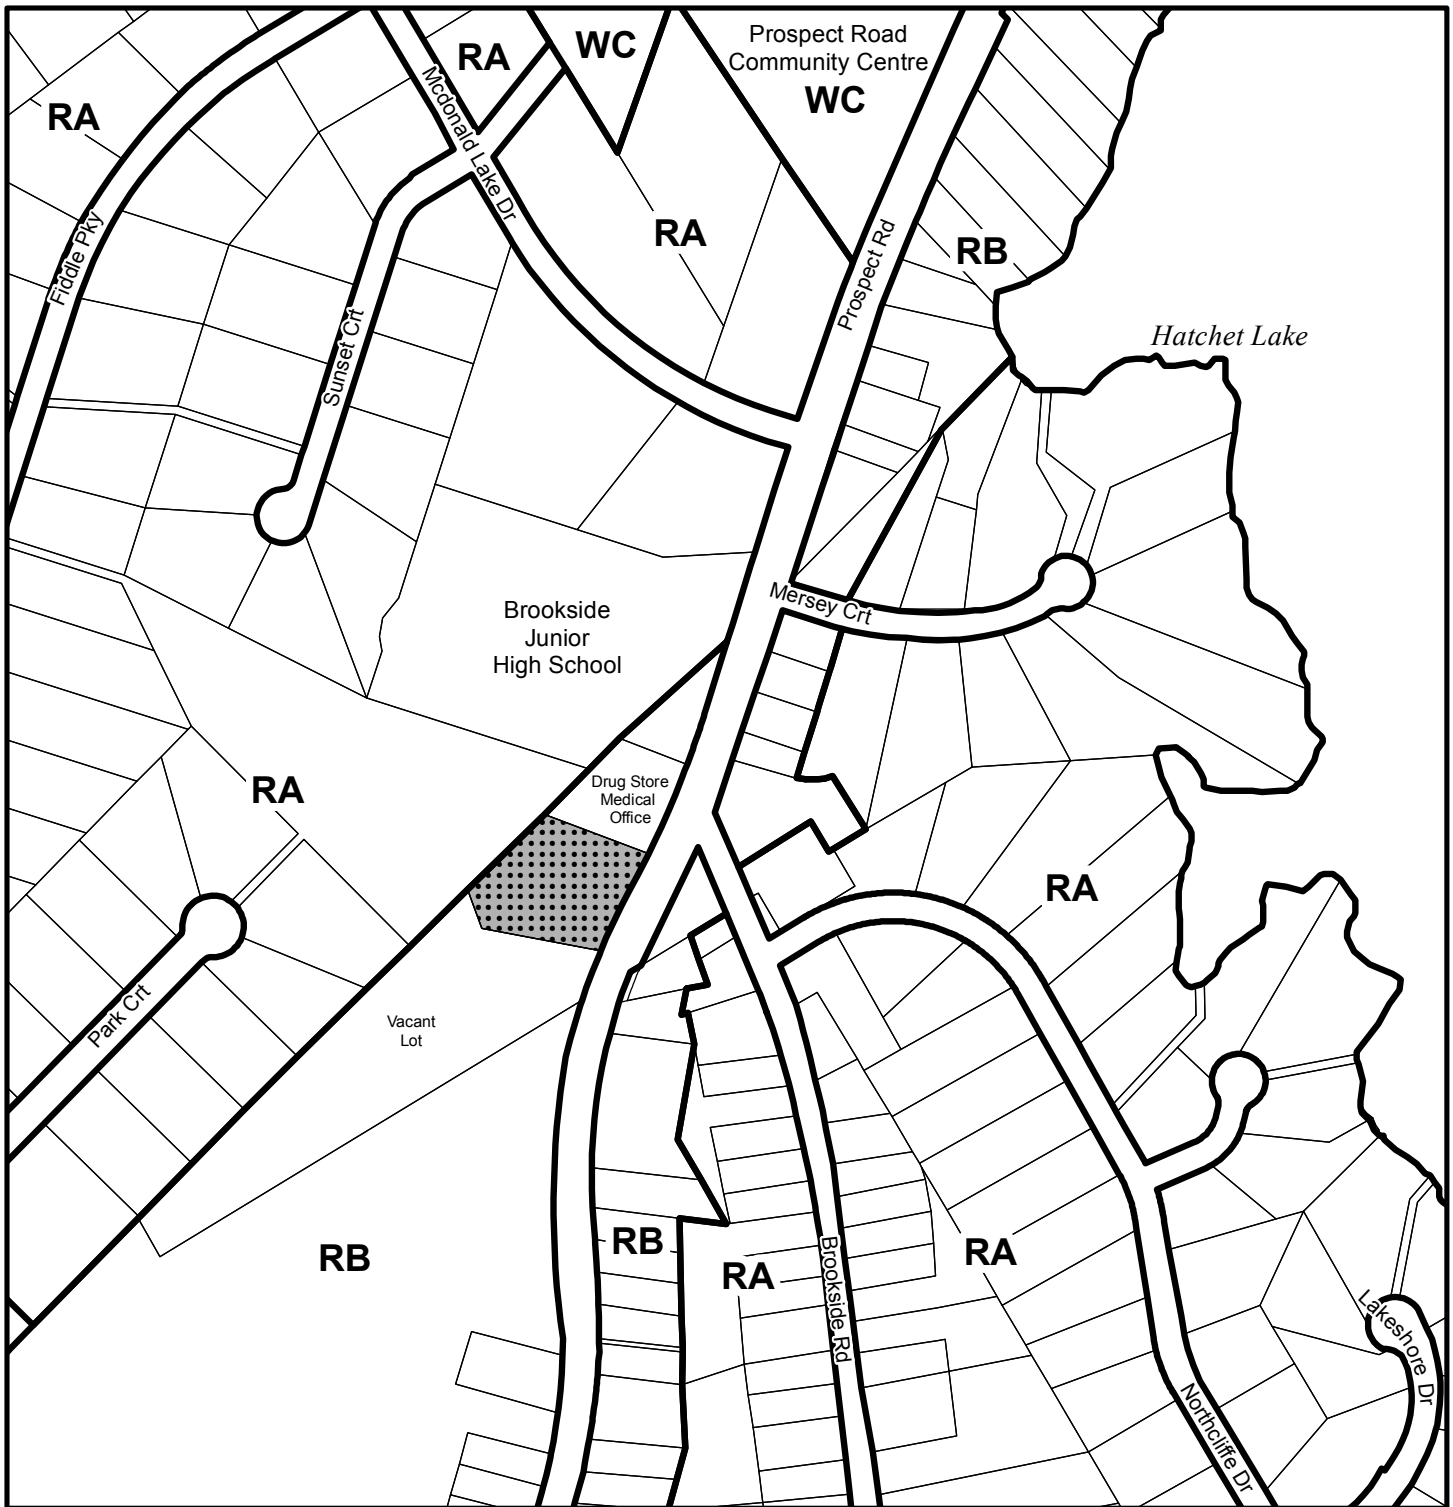 RA
WC
Prospect Road
Community Centre
WC
RA
Mcdonald Lake Dr
Fiddle Pky
RA
RB
Prospect Rd
Hatchet Lake
Sunset Crt
Mersey Crt
Brookside
Junior
High School
RA
Drug Store
Medical
Office
RA
Park Crt
Vacant
Lot
RB
RB
RA
RA
Brookside Rd
Lakeshore Dr
Northcliffe Dr